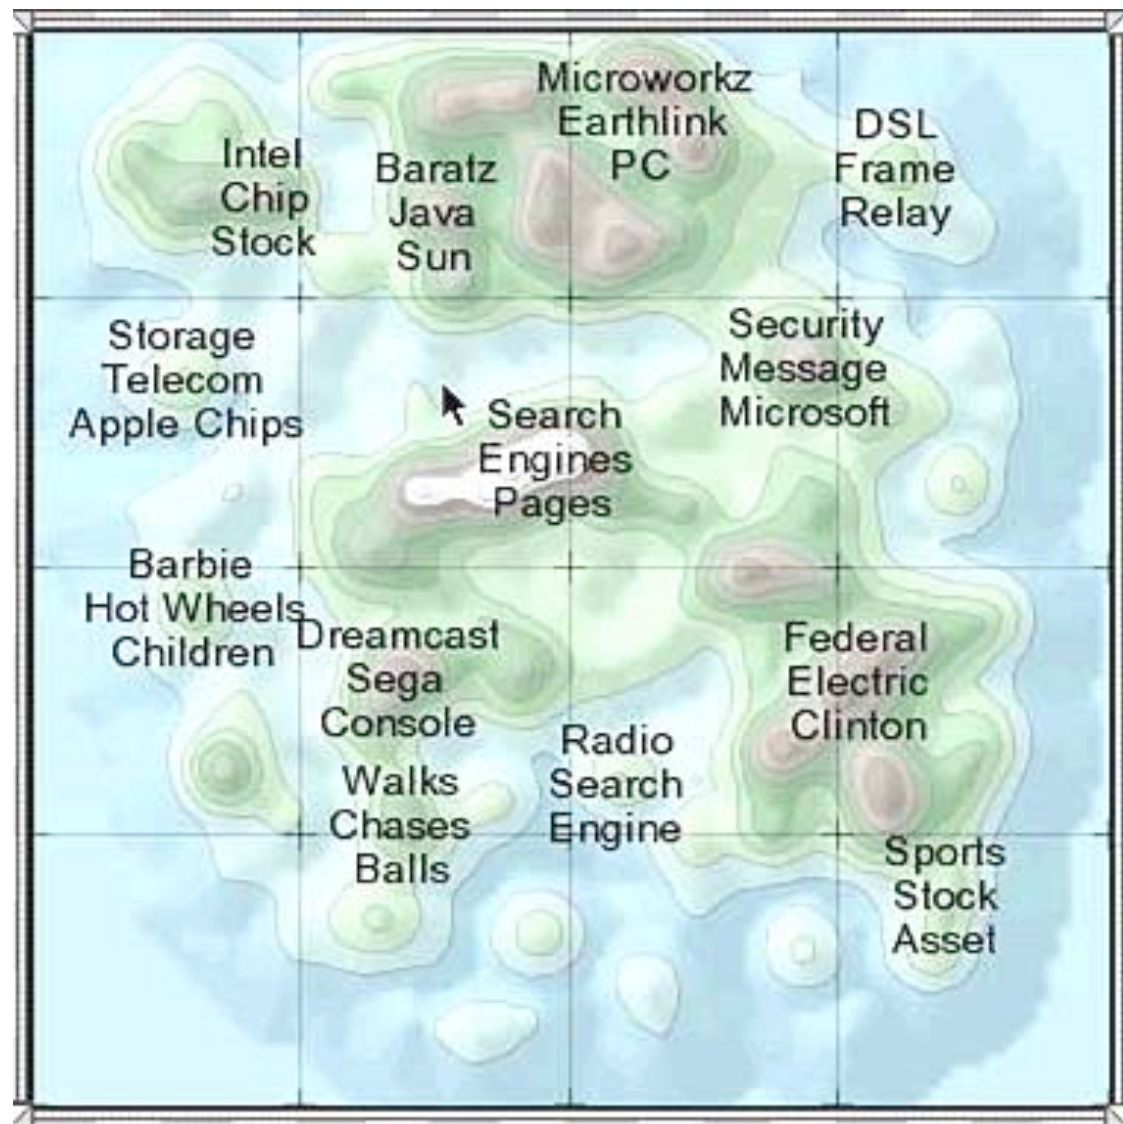 Microworkz
Earthlink
PC
DSL
Frame
Relay
Intel
Chip
Stock
Baratz
Java
Sun
Storage
Telecom
Apple Chips
Security
Message
Microsoft
Search
Engines
Pages
Barbie
Hot Wheels
Children
Dreamcast
Sega
Console
Federal
Electric
Clinton
Radio
Search
Engine
Walks
Chases
Balls
Sports
Stock
Asset